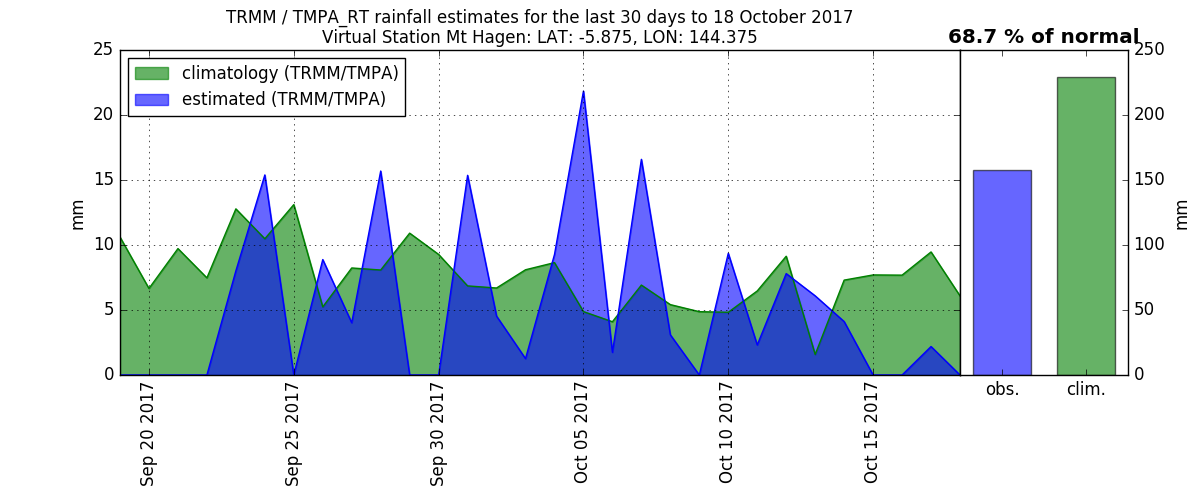 TRMM / TMPA_RT rainfall estimates for the last 30 days to 18 October 2017
Virtual Station Mt Hagen: LAT: -5.875, LON: 144.375
68.7 % of normal
climatology (TRMM/TMPA)
estimated (TRMM/TMPA)
25
20
15
10
5
0
mm
Sep 20 2017
Sep 25 2017
Sep 30 2017
Oct 05 2017
Oct 10 2017
Oct 15 2017
250
200
150
100
50
0
mm
obs.
clim.